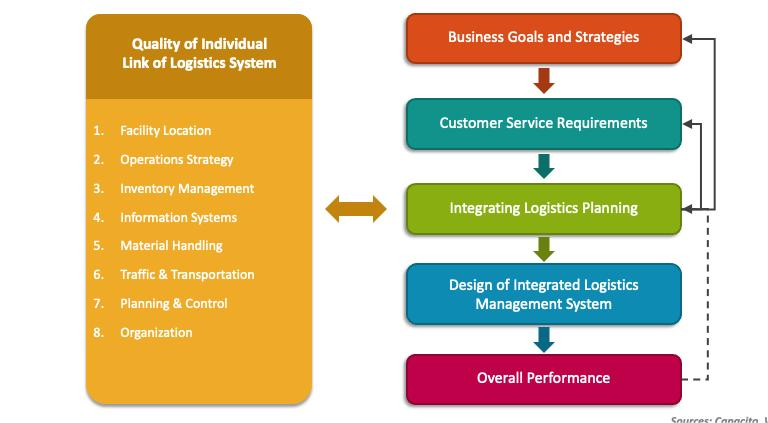 Quality of Individual
Link of Logistics System
1. Facility Location
2. Operations Strategy
3. Inventory Management
4. Information Systems
5. Material Handling
6. Traffic & Transportation
7. Planning & Control
8. Organization
Business Goals and Strategies
Customer Service Requirements
Integrating Logistics Planning
Design of Integrated Logistics
Management System
Overall Performance
Sources: Capacito,